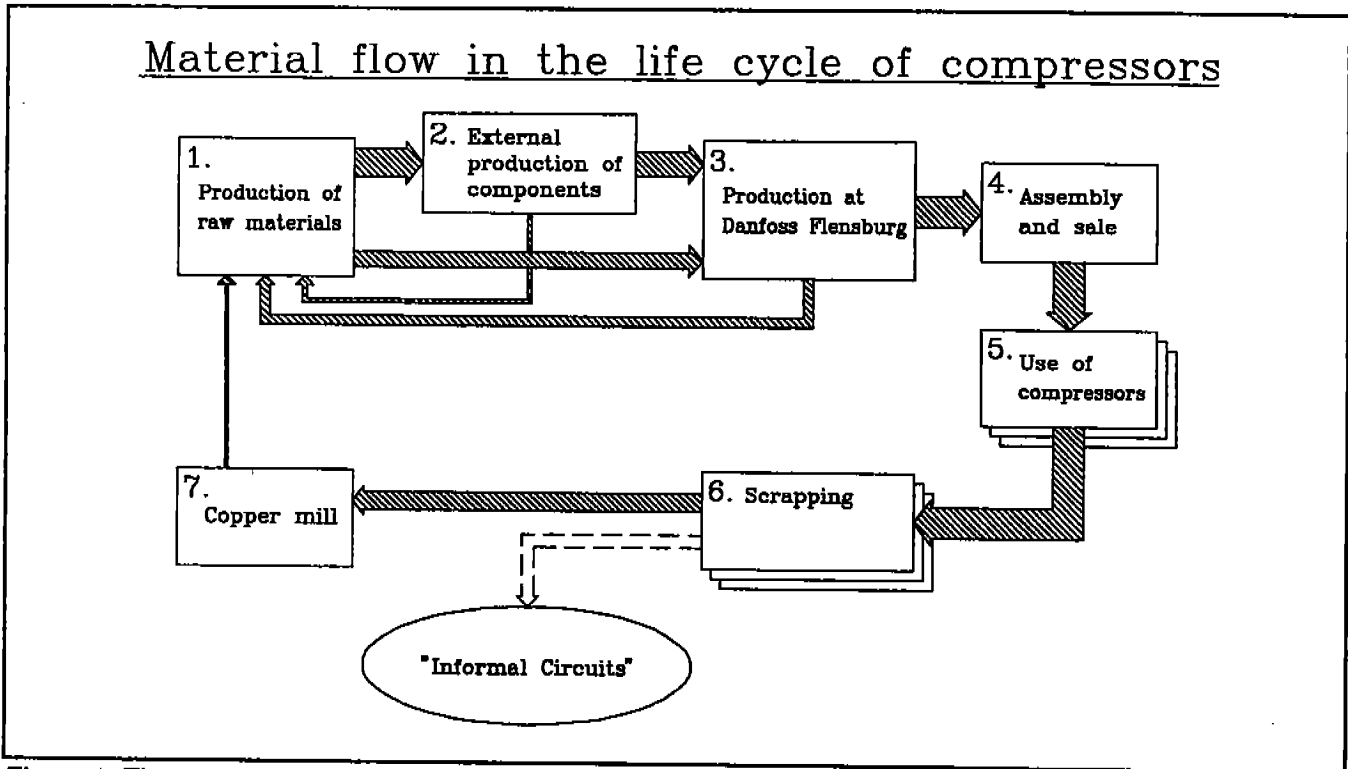 Material flow in the life cycle of compressors
1.
Production of
raw materials
2. External
production of
components
3.
Production at
Danfoss Flensburg
4. Assembly
and sale
5. Use of
compressors
6. Scrapping
7.
Copper mill
"Informal Circuits"